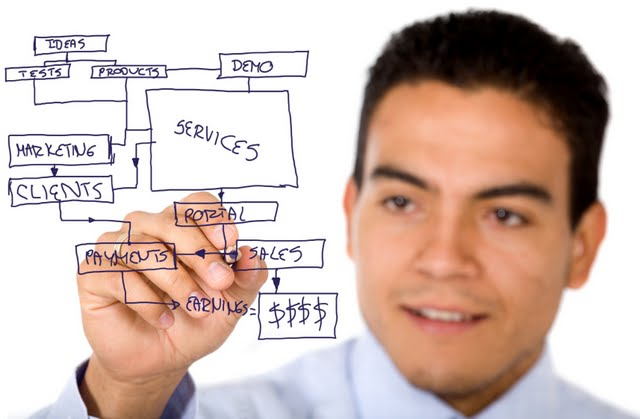 IDEAS
TESTS
PRODUCTS
DEMO
SERVICES
MARKETING
CLIENTS
PORTAL
PAYMENTS
SALES
EARNINGS=
$$$$